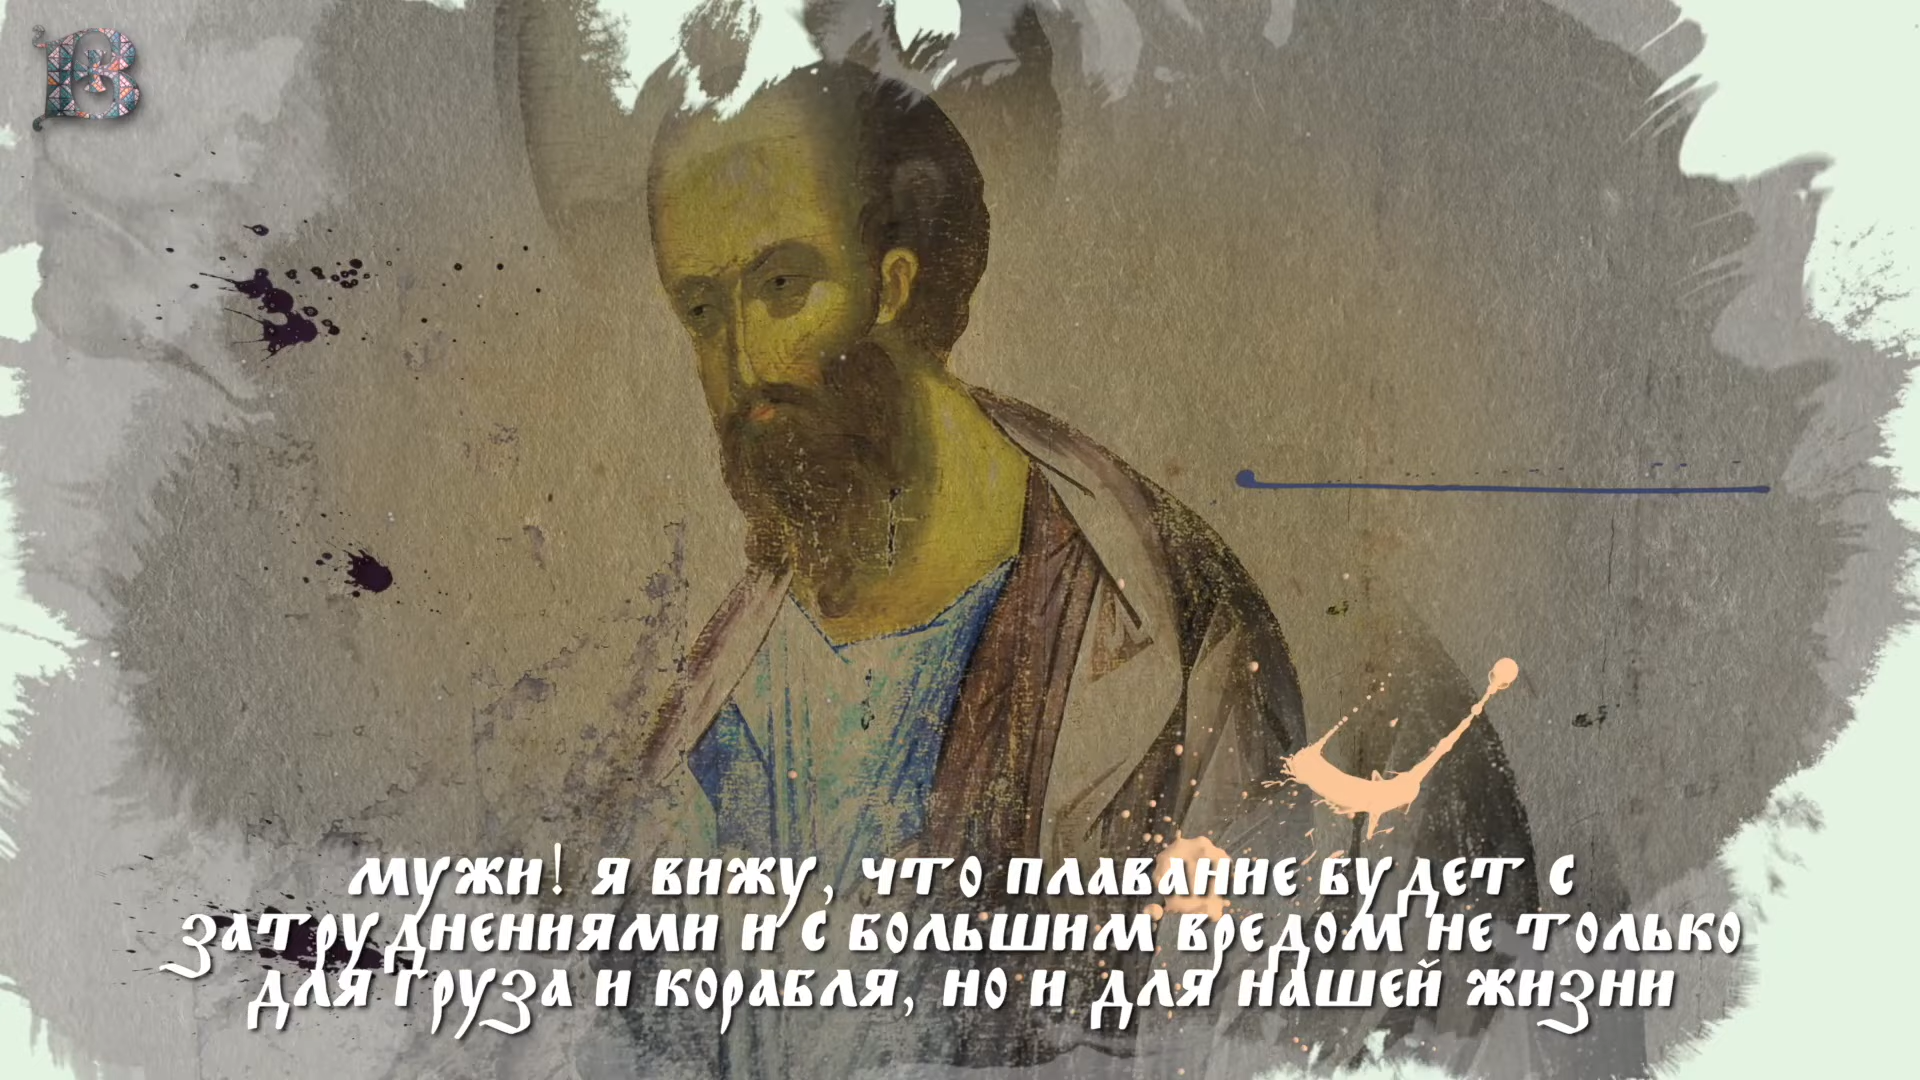 В
мужи! я вижу, что плавание будет с
затруднениями и с большим вредом не только
для груза и корабля, но и для нашей жизни